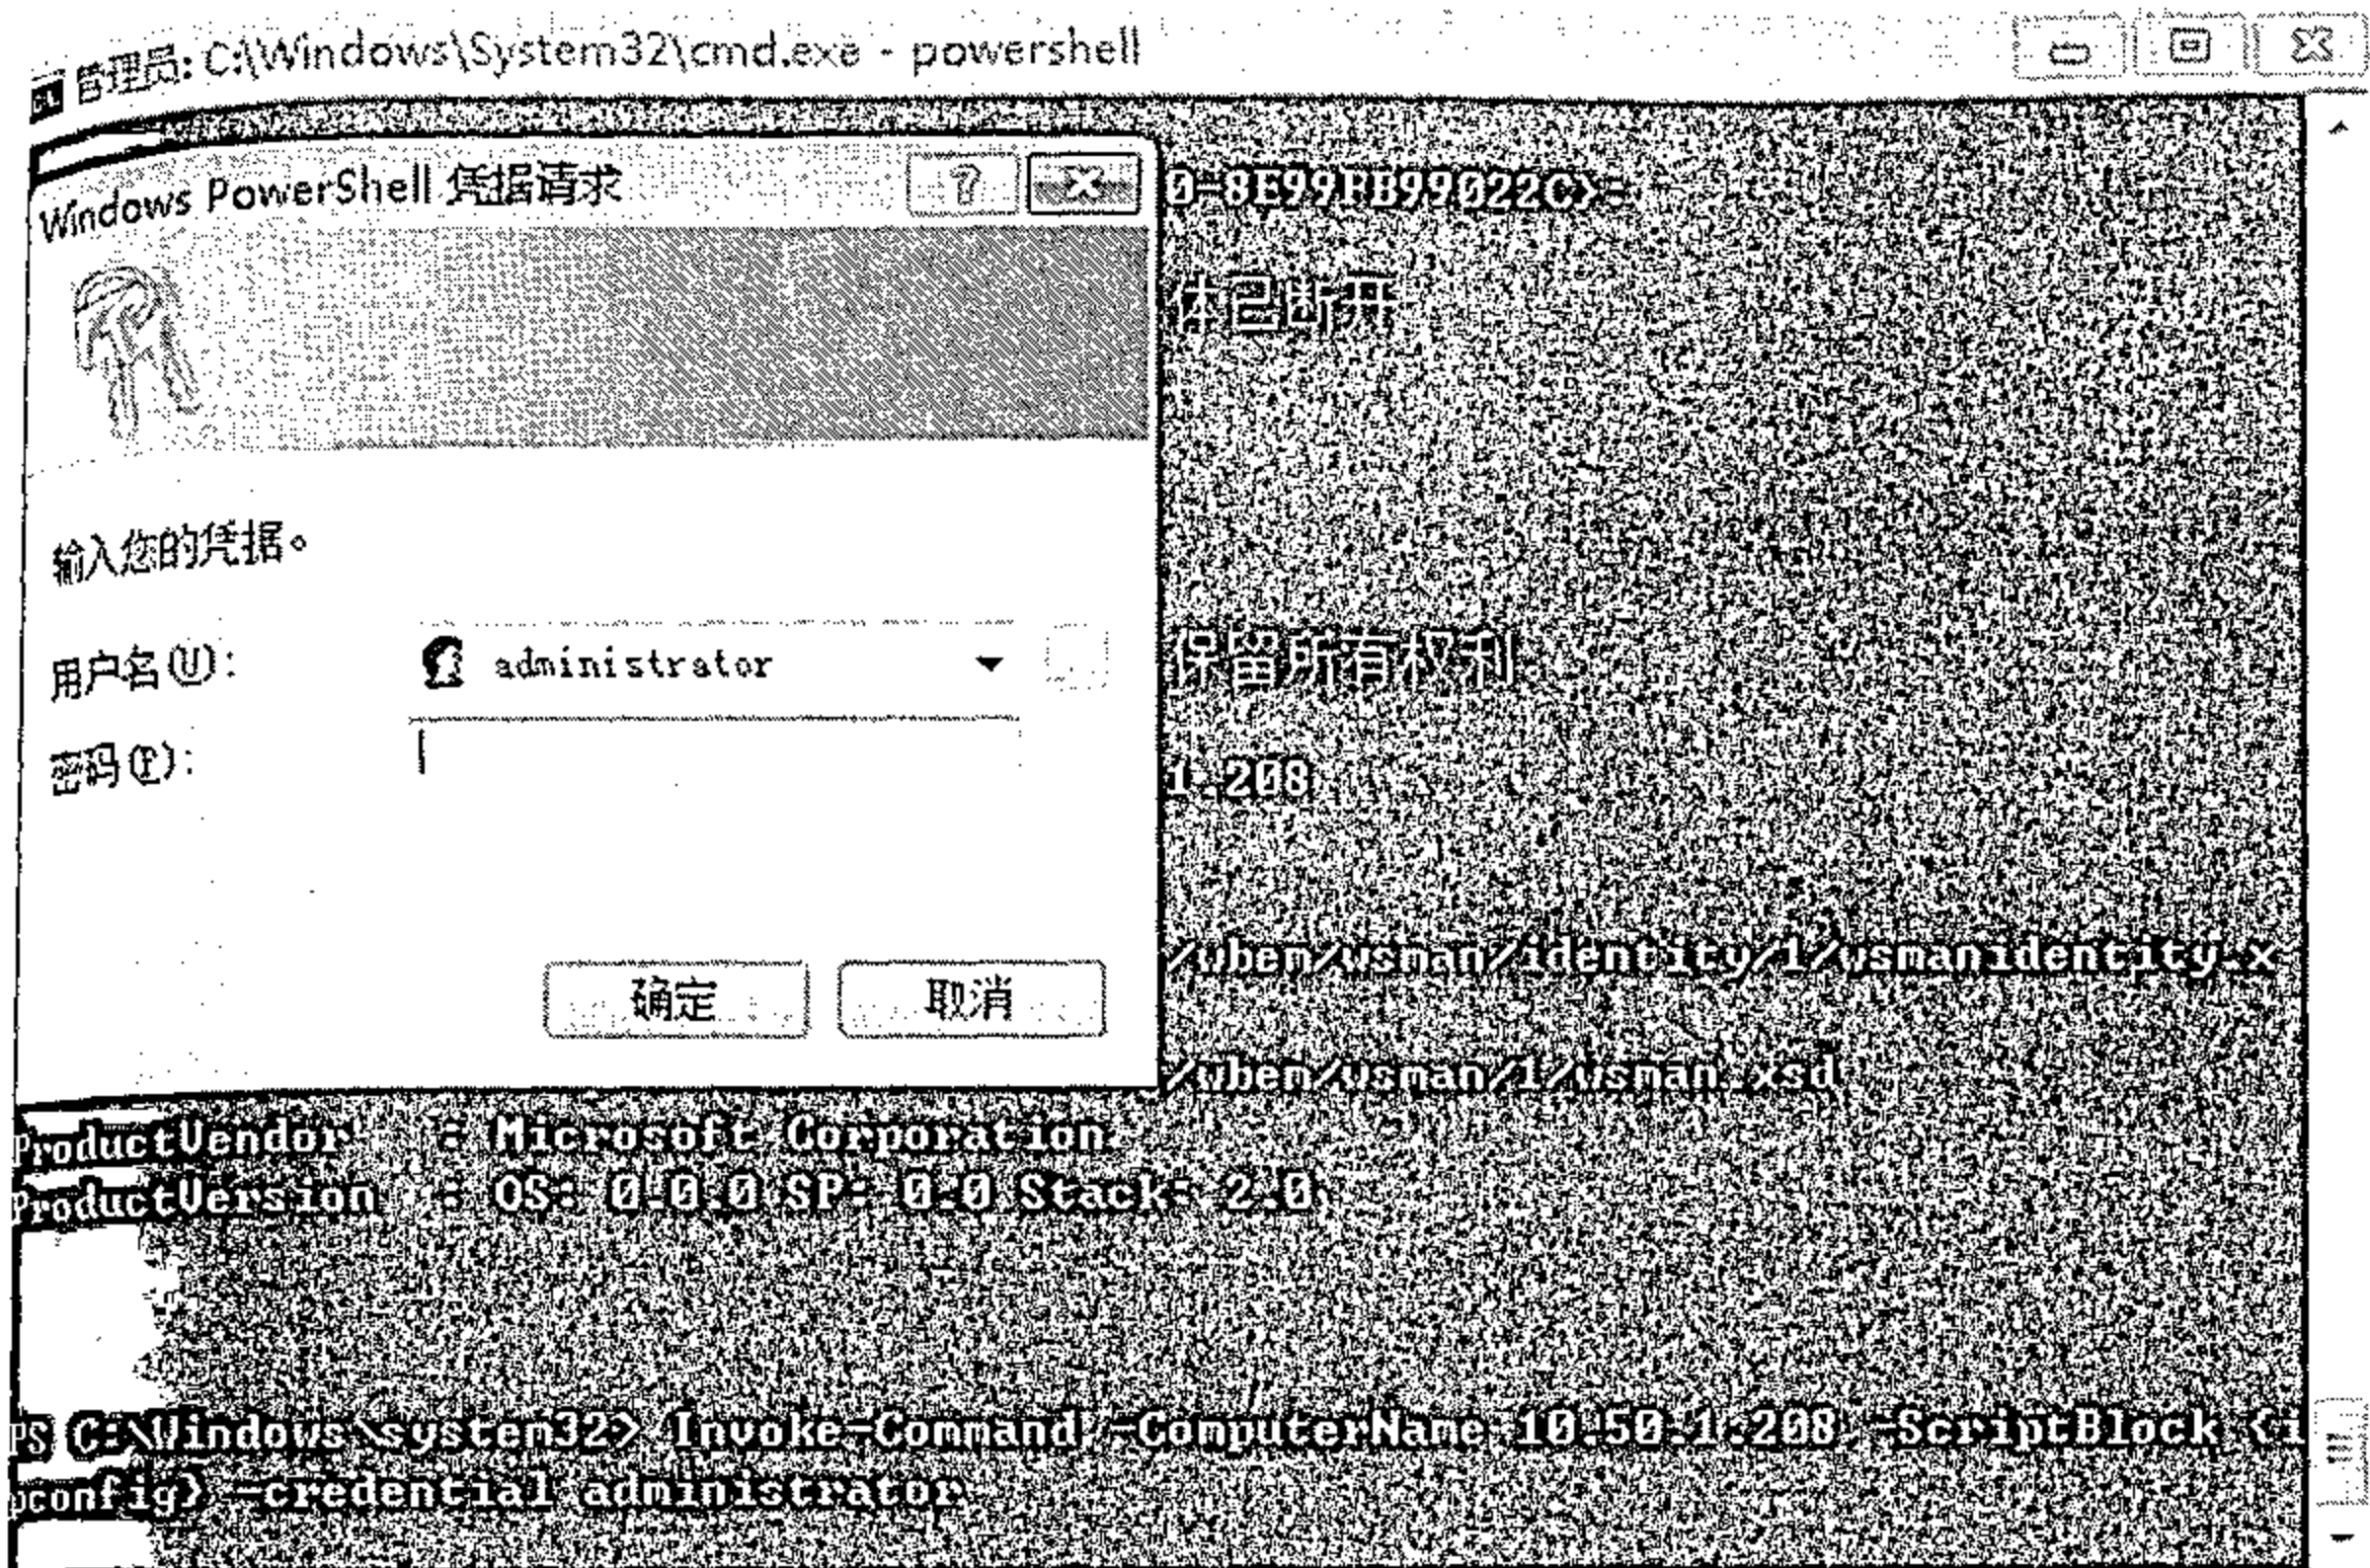 管理员: C:\Windows\System32\cmd.exe - powershell
Windows PowerShell 凭据请求
0-8E99FB99022C}:
体已断开
输入您的凭据。
用户名(U):
administrator
保留所有权利。
密码(P):
1.208
确定
取消
/wbem/wsman/identity/1/wsmanidentity.x
/wbem/wsman/1/wsman.xsd
ProductVendor : Microsoft Corporation
ProductVersion : OS: 0.0.0 SP: 0.0 Stack: 2.0
PS C:\Windows\system32> Invoke-Command -ComputerName 10.50.1.208 -ScriptBlock {i
pconfig} -credential administrator